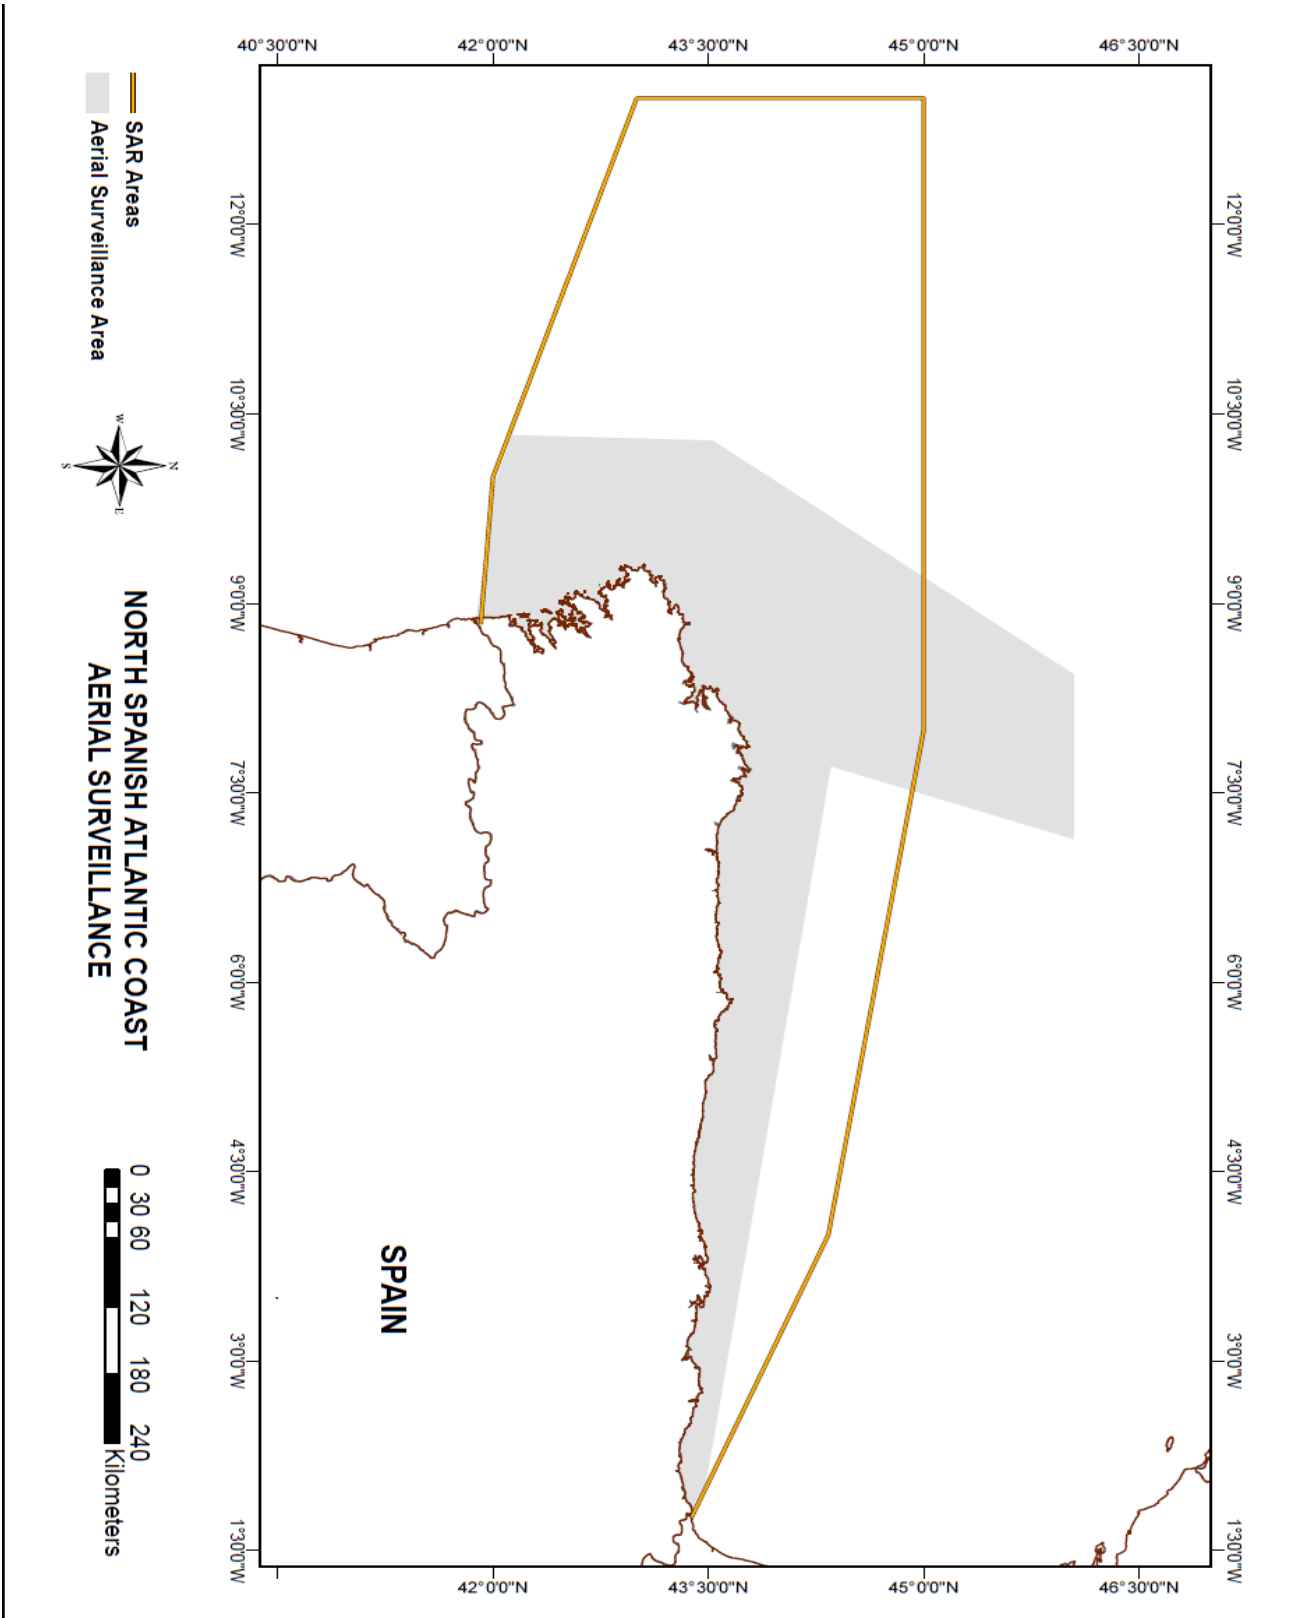 40°30'0"N 42°0'0"N 43°30'0"N 45°0'0"N 46°30'0"N
12°0'0"W
10°30'0"W
9°0'0"W
7°30'0"W
6°0'0"W
4°30'0"W
3°0'0"W
1°30'0"W
12°0'0"W
10°30'0"W
9°0'0"W
7°30'0"W
6°0'0"W
4°30'0"W
3°0'0"W
1°30'0"W
42°0'0"N 43°30'0"N 45°0'0"N 46°30'0"N
SPAIN
SAR Areas
Aerial Surveillance Area
N
W
E
S
NORTH SPANISH ATLANTIC COAST
AERIAL SURVEILLANCE
0 30 60 120 180 240
Kilometers